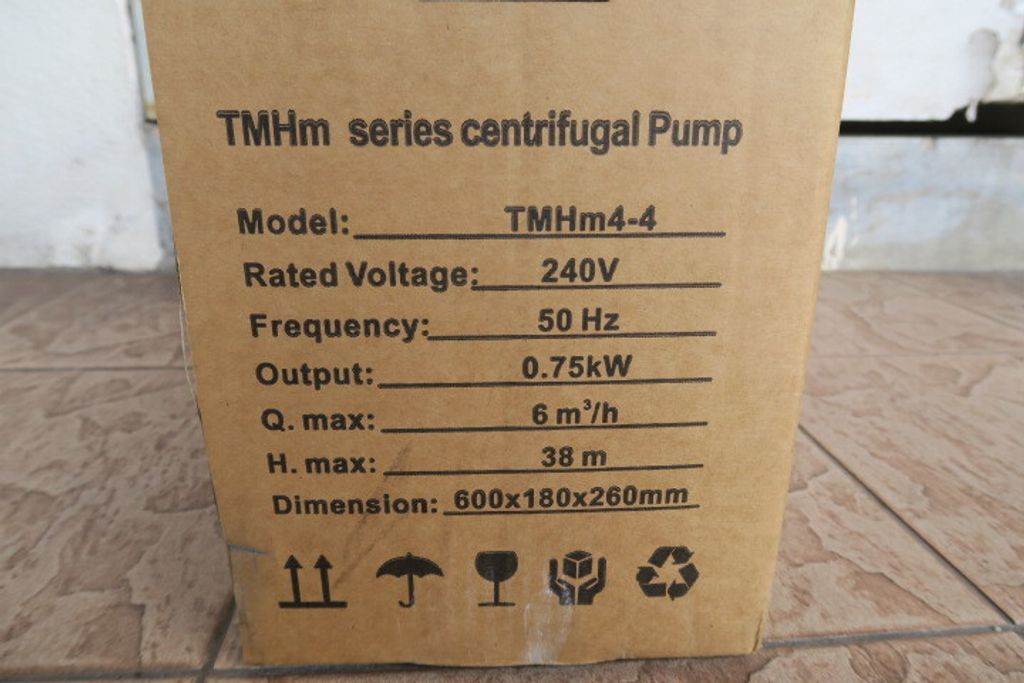 TMHm series centrifugal Pump
Model: TMHm4-4
Rated Voltage: 240V
Frequency: 50 Hz
Output: 0.75kW
Q. max: 6 m³/h
H. max: 38 m
Dimension: 600x180x260mm